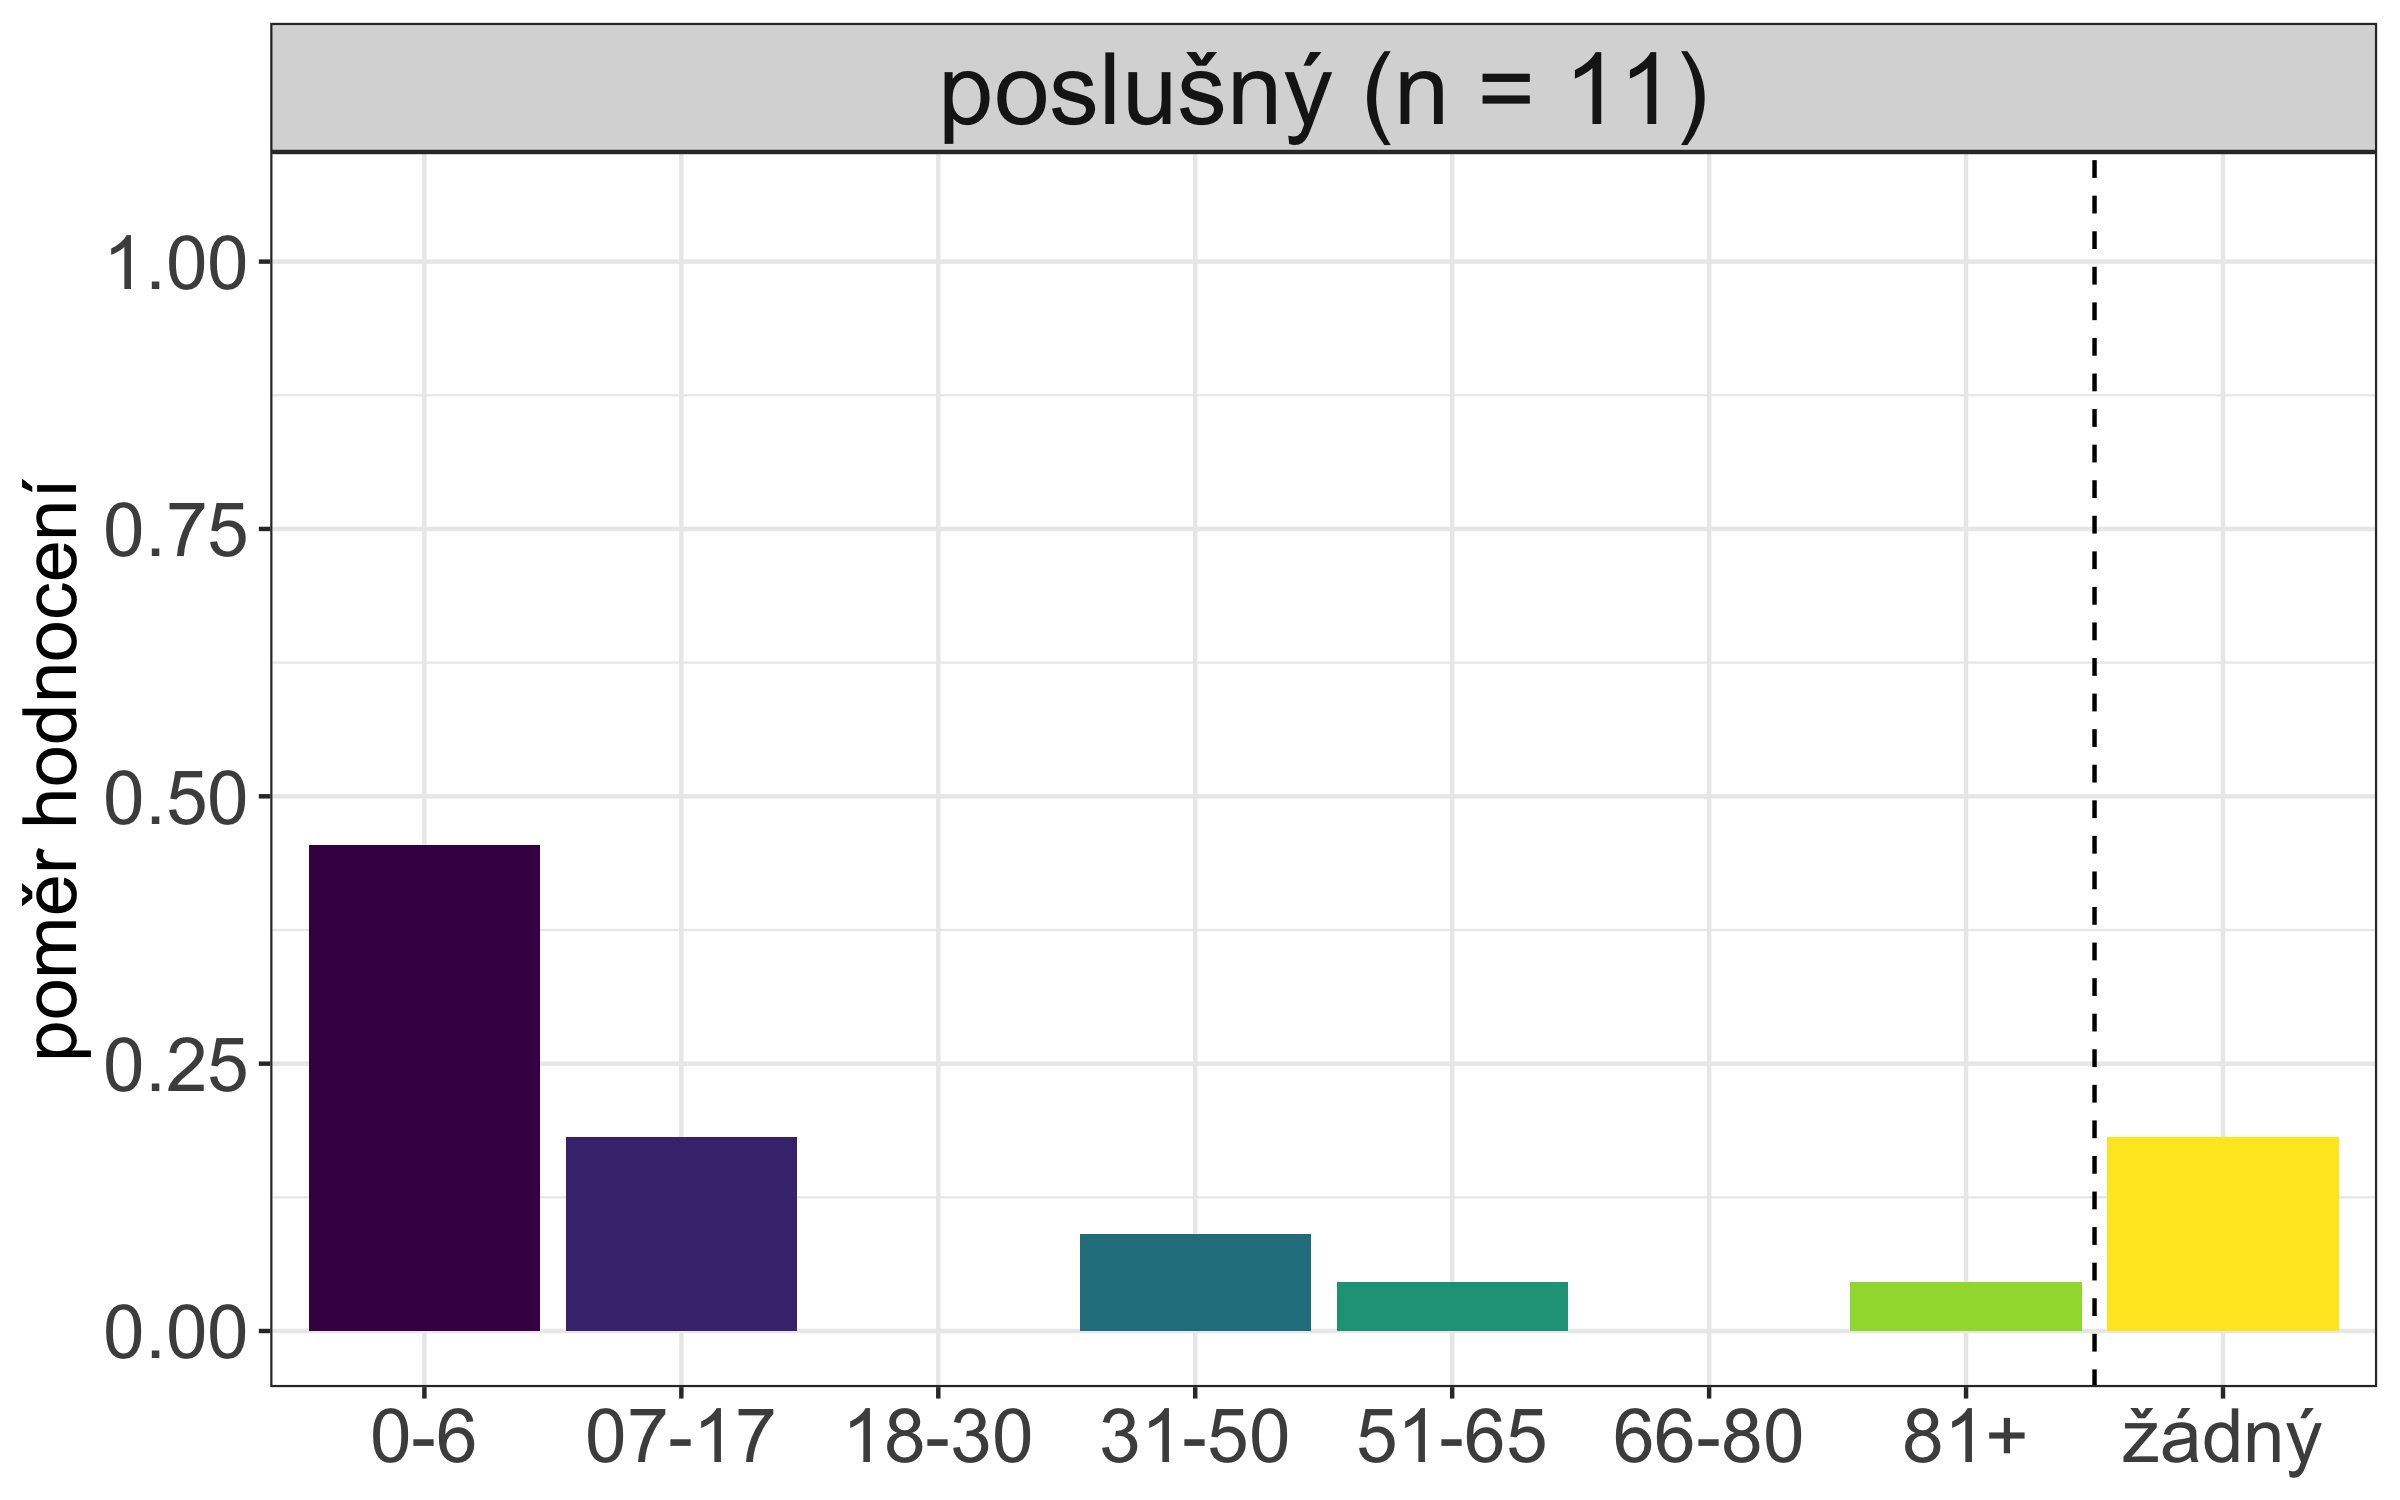 poslušný (n = 11)
poměr hodnocení
1.00
0.75
0.50
0.25
0.00
0-6 07-17 18-30 31-50 51-65 66-80 81+ žádný